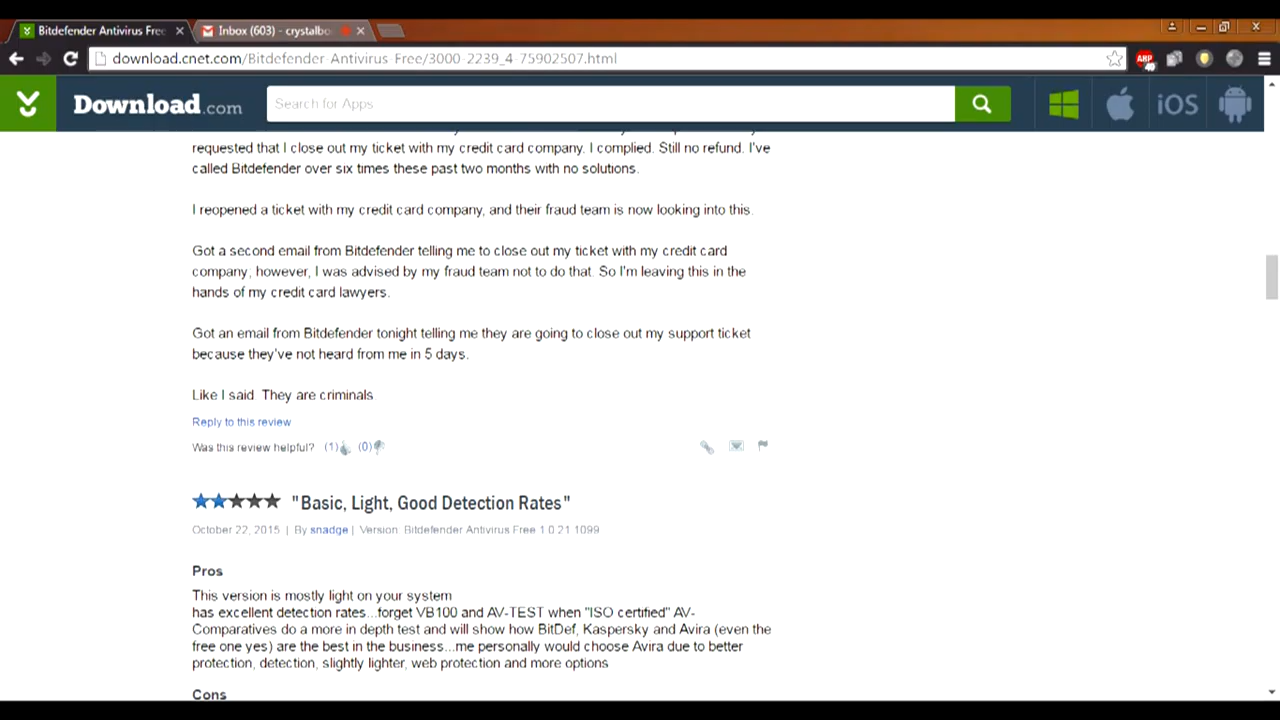 Bitdefender Antivirus Free
Inbox (603) - crystalbo
download.cnet.com/Bitdefender-Antivirus-Free/3000-2239_4-75902507.html
ABP
Download.com
Search for Apps
iOS
requested that I close out my ticket with my credit card company. I complied. Still no refund. I've
called Bitdefender over six times these past two months with no solutions.
I reopened a ticket with my credit card company, and their fraud team is now looking into this.
Got a second email from Bitdefender telling me to close out my ticket with my credit card
company, however, I was advised by my fraud team not to do that. So I'm leaving this in the
hands of my credit card lawyers.
Got an email from Bitdefender tonight telling me they are going to close out my support ticket
because they've not heard from me in 5 days.
Like I said They are criminals
Reply to this review
Was this review helpful? (1) (0)
"Basic, Light, Good Detection Rates"
October 22, 2015 | By snadge | Version Bitdefender Antivirus Free 1.0.21.1099
Pros
This version is mostly light on your system
has excellent detection rates...forget VB100 and AV-TEST when "ISO certified" AV-
Comparatives do a more in depth test and will show how BitDef, Kaspersky and Avira (even the
free one yes) are the best in the business...me personally would choose Avira due to better
protection, detection, slightly lighter, web protection and more options
Cons